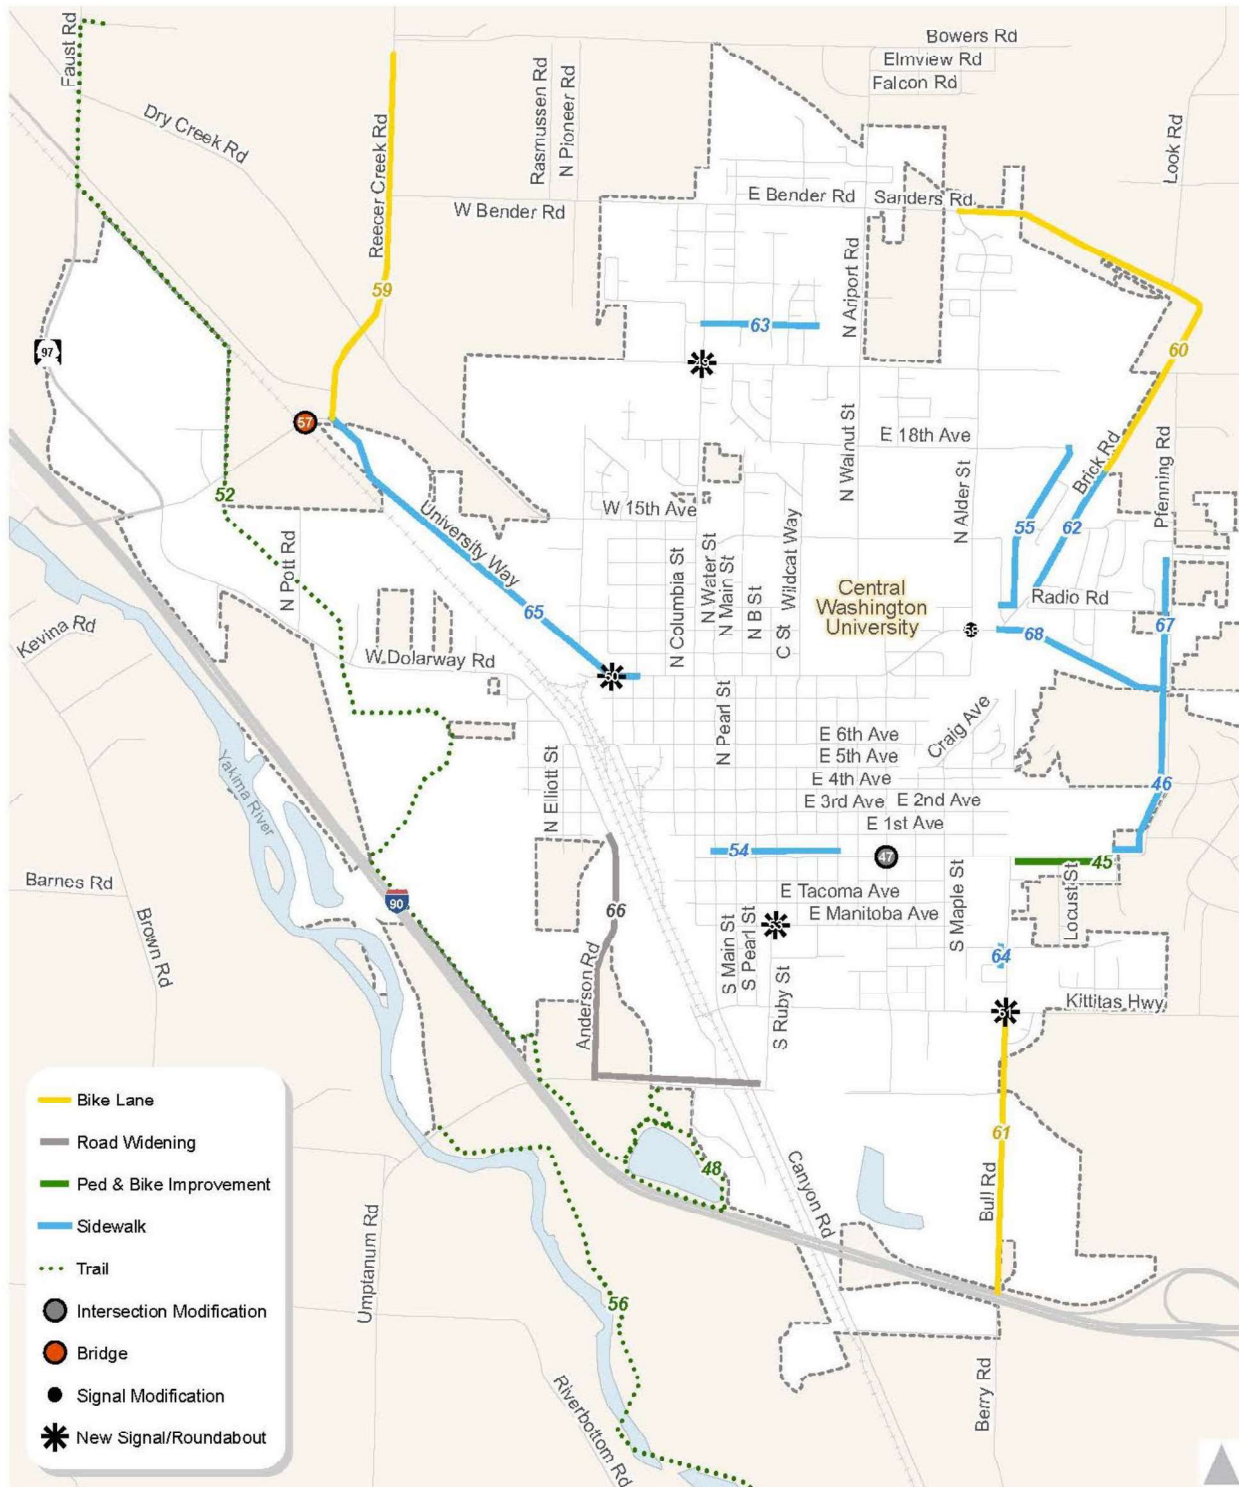 Faust Rd
Dry Creek Rd
Reecer Creek Rd
Rasmussen Rd
N Pioneer Rd
Bowers Rd
Elmview Rd
Falcon Rd
Look Rd
W Bender Rd
E Bender Rd
Sanders Rd
N Ariport Rd
59
63
60
97
49
57
E 18th Ave
N Walnut St
Brick Rd
Pfenning Rd
N Alder St
52
University Way
W 15th Ave
55
62
N Pott Rd
N Columbia St
N Water St
N Main St
N B St
C St
Wildcat Way
Central
Washington
University
Radio Rd
65
58
68
67
Kevina Rd
W Dolarway Rd
50
N Pearl St
Craig Ave
E 6th Ave
E 5th Ave
E 4th Ave
E 3rd Ave
E 2nd Ave
E 1st Ave
46
Yakima River
N Elliott St
54
47
45
Barnes Rd
90
66
E Tacoma Ave
E Manitoba Ave
S Maple St
Locust St
Brown Rd
53
S Main St
S Pearl St
S Ruby St
64
Anderson Rd
Kittitas Hwy
51
61
Bull Rd
48
Canyon Rd
Umptanum Rd
56
Riverbottom Rd
Berry Rd
Bike Lane
Road Widening
Ped & Bike Improvement
Sidewalk
Trail
Intersection Modification
Bridge
Signal Modification
New Signal/Roundabout